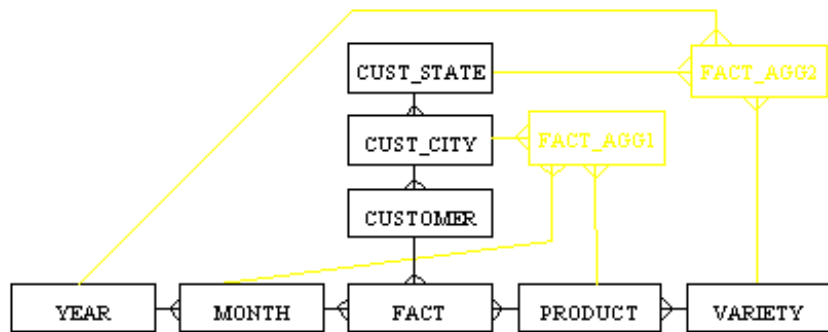 CUST_STATE
FACT_AGG2
CUST_CITY
FACT_AGG1
CUSTOMER
YEAR
MONTH
FACT
PRODUCT
VARIETY